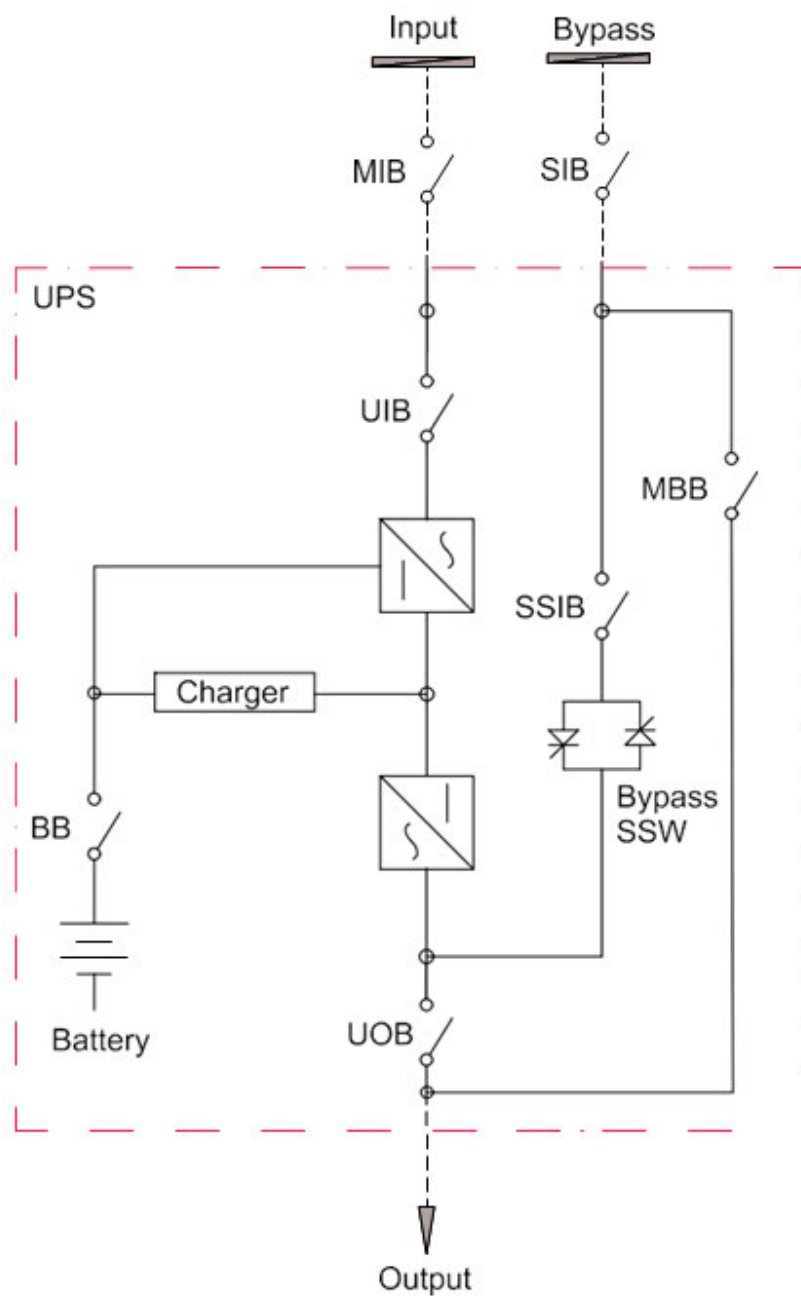 Input
Bypass
MIB
SIB
UPS
UIB
MBB
SSIB
Charger
Bypass
SSW
BB
Battery
UOB
Output